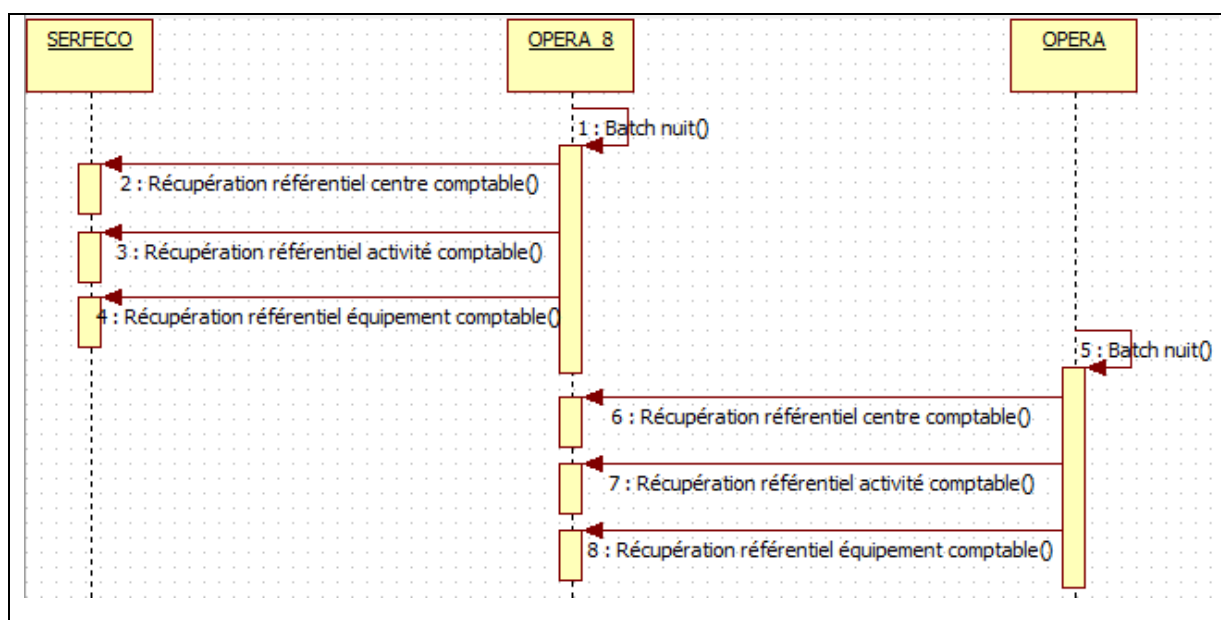 SERFECO
OPERA 8
OPERA
1 : Batch nuit()
2 : Récupération référentiel centre comptable()
3 : Récupération référentiel activité comptable()
4 : Récupération référentiel équipement comptable()
5 : Batch nuit()
6 : Récupération référentiel centre comptable()
7 : Récupération référentiel activité comptable()
8 : Récupération référentiel équipement comptable()